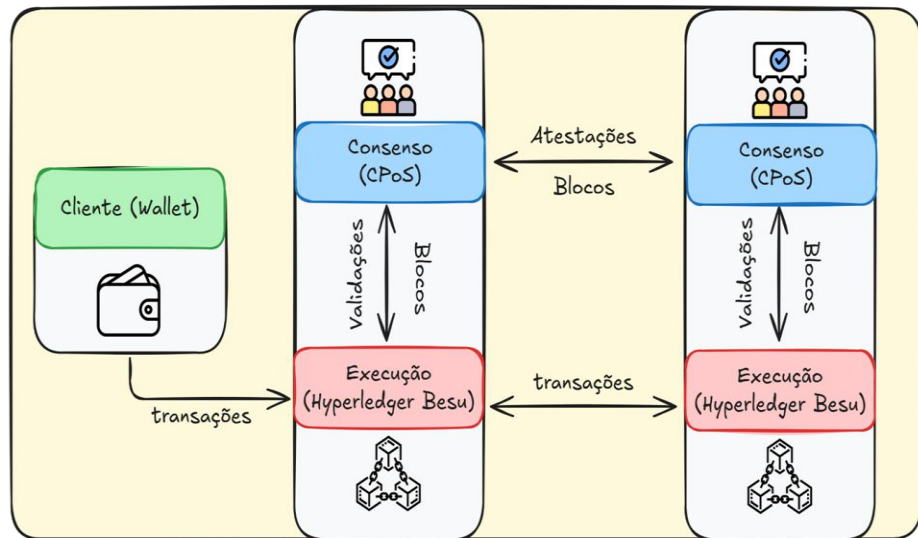 Cliente (Wallet)
transações
Consenso
(CPoS)
Validações
Blocos
Execução
(Hyperledger Besu)
Atestações
Blocos
transações
Consenso
(CPoS)
Validações
Blocos
Execução
(Hyperledger Besu)